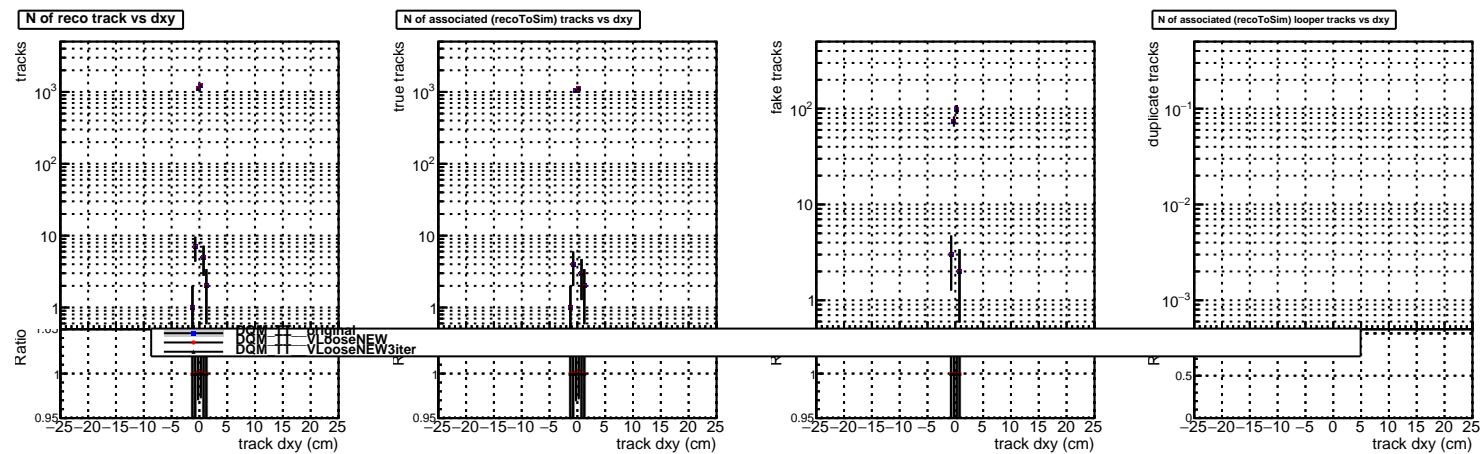 N of reco track vs dxy
tracks
10³
10²
10
1
Ratio
1
0.95
−25 −20 −15 −10 −5 0 5 10 15 20 25
track dxy (cm)
N of associated (recoToSim) tracks vs dxy
true tracks
10³
10²
10
1
1
0.95
−25 −20 −15 −10 −5 0 5 10 15 20 25
track dxy (cm)
fake tracks
10²
10
1
1
0.95
−25 −20 −15 −10 −5 0 5 10 15 20 25
track dxy (cm)
N of associated (recoToSim) looper tracks vs dxy
duplicate tracks
10⁻¹
10⁻²
10⁻³
0.5
0
−25 −20 −15 −10 −5 0 5 10 15 20 25
track dxy (cm)
DQM TT original
DQM TT VLooseNEW
DQM TT VLooseNEW3iter